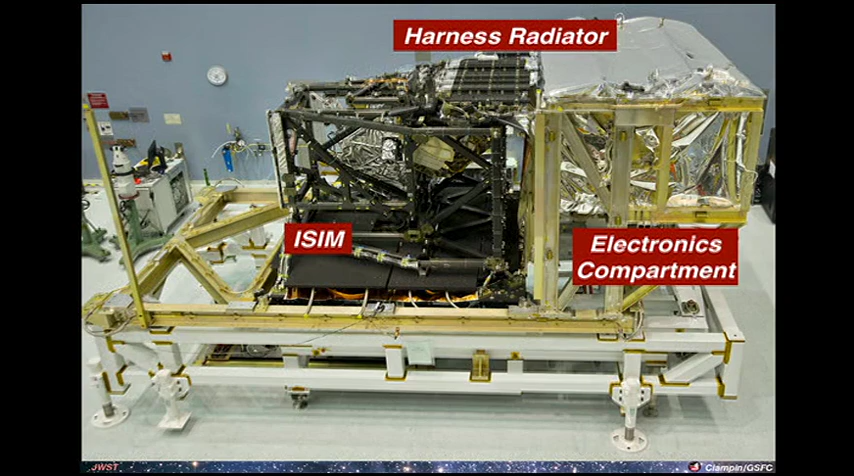 Harness Radiator
ISIM
Electronics
Compartment
JWST
Clampin/GSFC